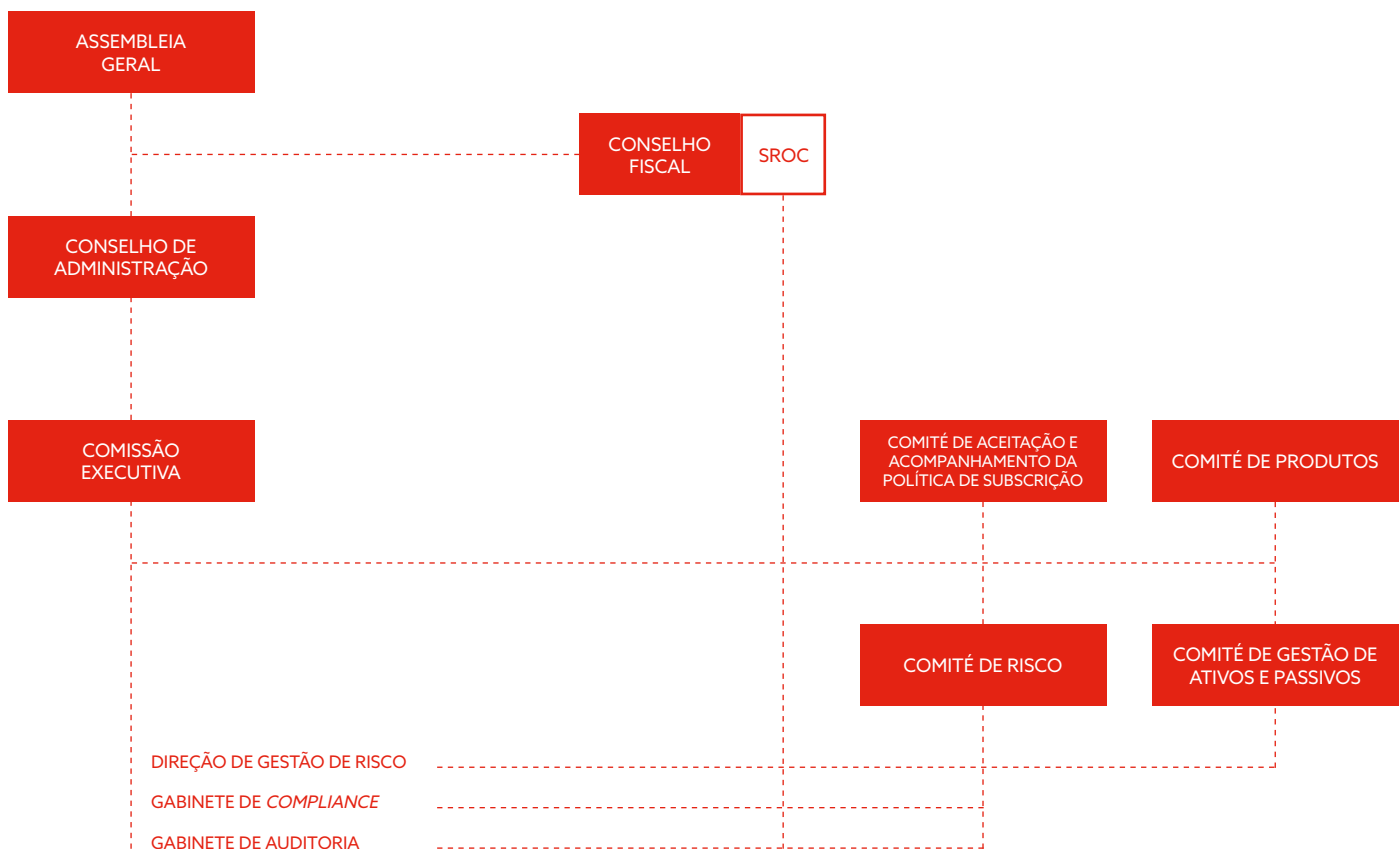 ASSEMBLEIA
GERAL
CONSELHO
FISCAL
SROC
CONSELHO DE
ADMINISTRAÇÃO
COMISSÃO
EXECUTIVA
COMITÉ DE ACEITAÇÃO E
ACOMPANHAMENTO DA
POLÍTICA DE SUBSCRIÇÃO
COMITÉ DE PRODUTOS
COMITÉ DE RISCO
COMITÉ DE GESTÃO DE
ATIVOS E PASSIVOS
DIREÇÃO DE GESTÃO DE RISCO
GABINETE DE COMPLIANCE
GABINETE DE AUDITORIA